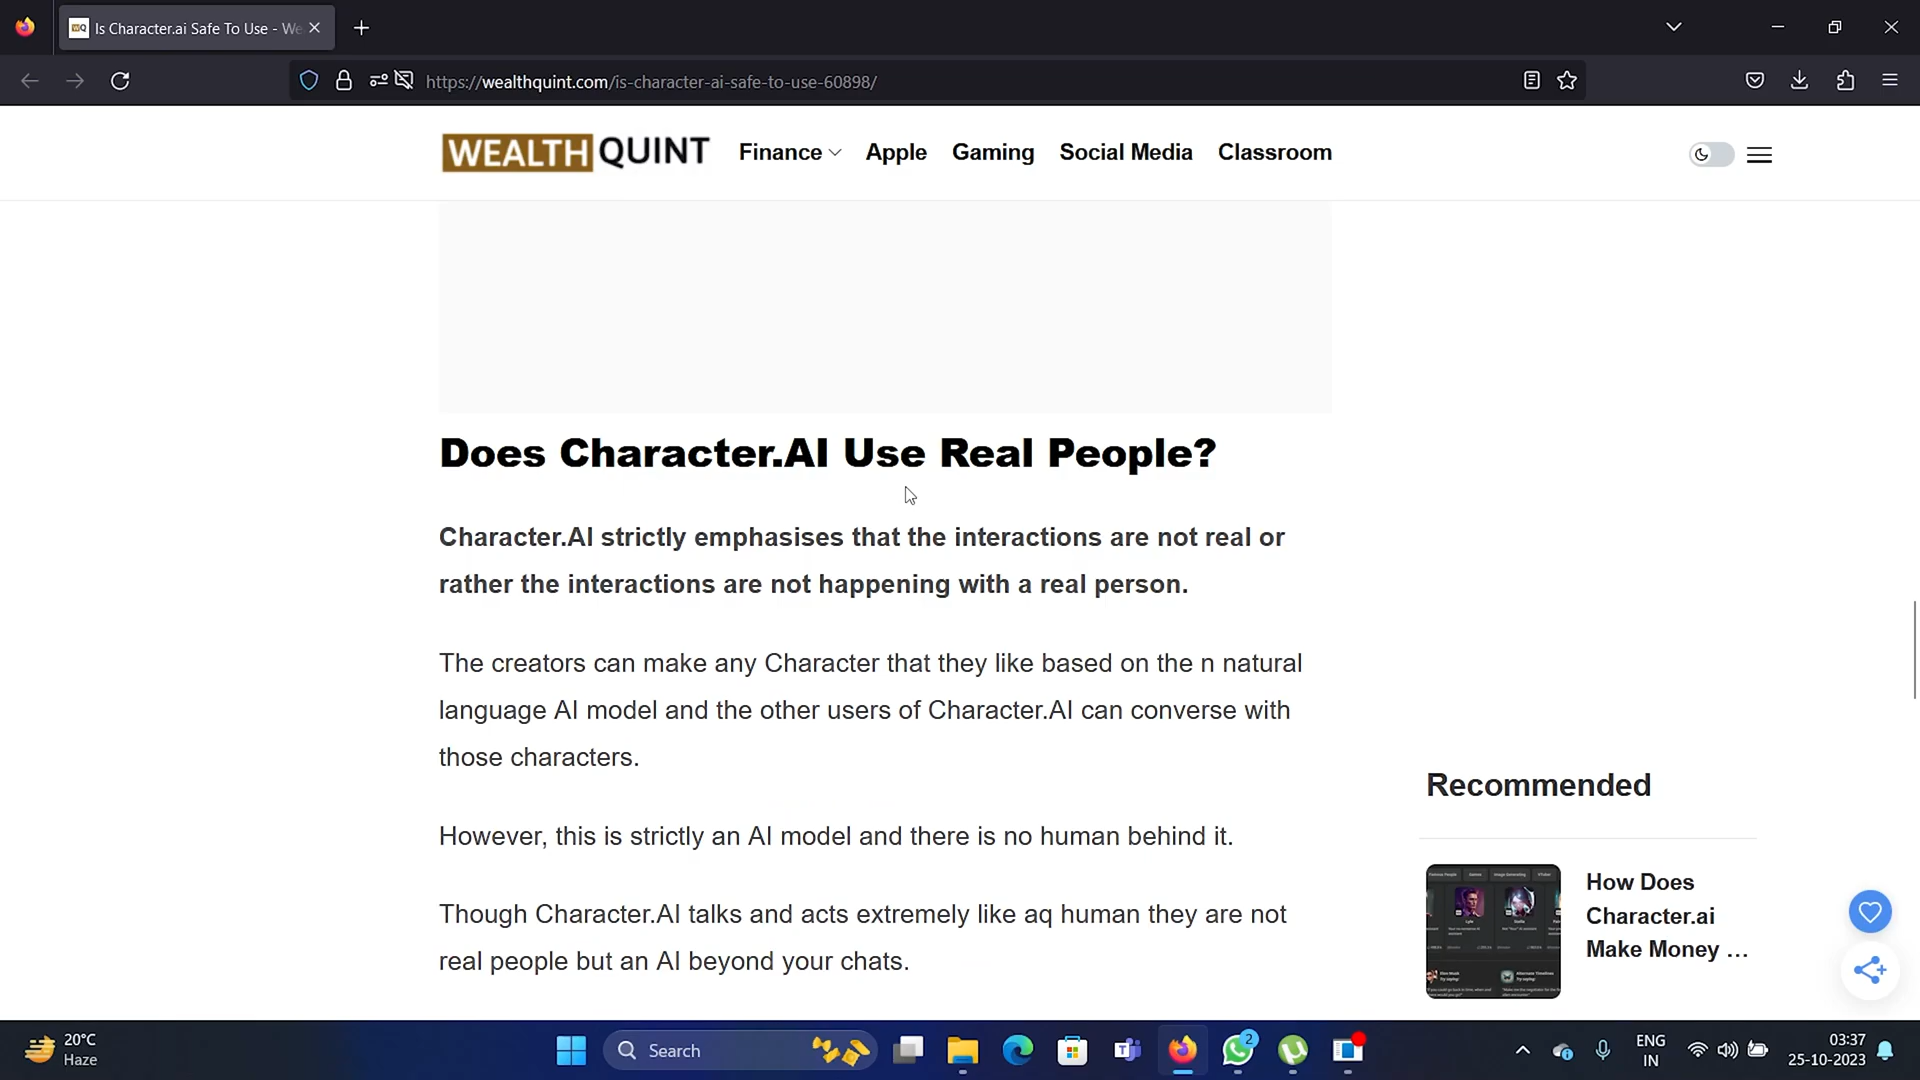 Is Character.ai Safe To Use - We
https://wealthquint.com/is-character-ai-safe-to-use-60898/
WEALTH QUINT
Finance
Apple
Gaming
Social Media
Classroom
Does Character.AI Use Real People?
Character.AI strictly emphasises that the interactions are not real or
rather the interactions are not happening with a real person.
The creators can make any Character that they like based on the n natural
language AI model and the other users of Character.AI can converse with
those characters.
However, this is strictly an AI model and there is no human behind it.
Though Character.AI talks and acts extremely like aq human they are not
real people but an AI beyond your chats.
Recommended
How Does
Character.ai
Make Money ...
20°C
Haze
Search
2
ENG
IN
03:37
25-10-2023